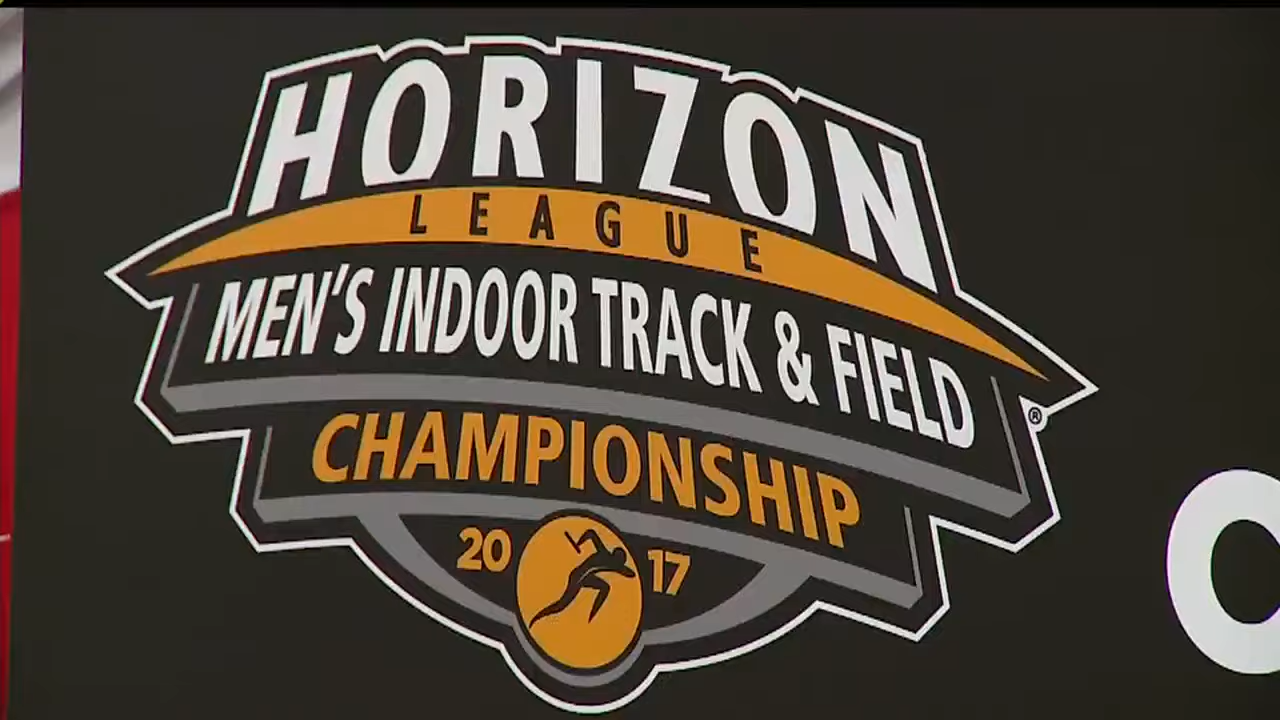 HORIZON
LEAGUE
MEN'S INDOOR TRACK & FIELD
®
CHAMPIONSHIP
20 17